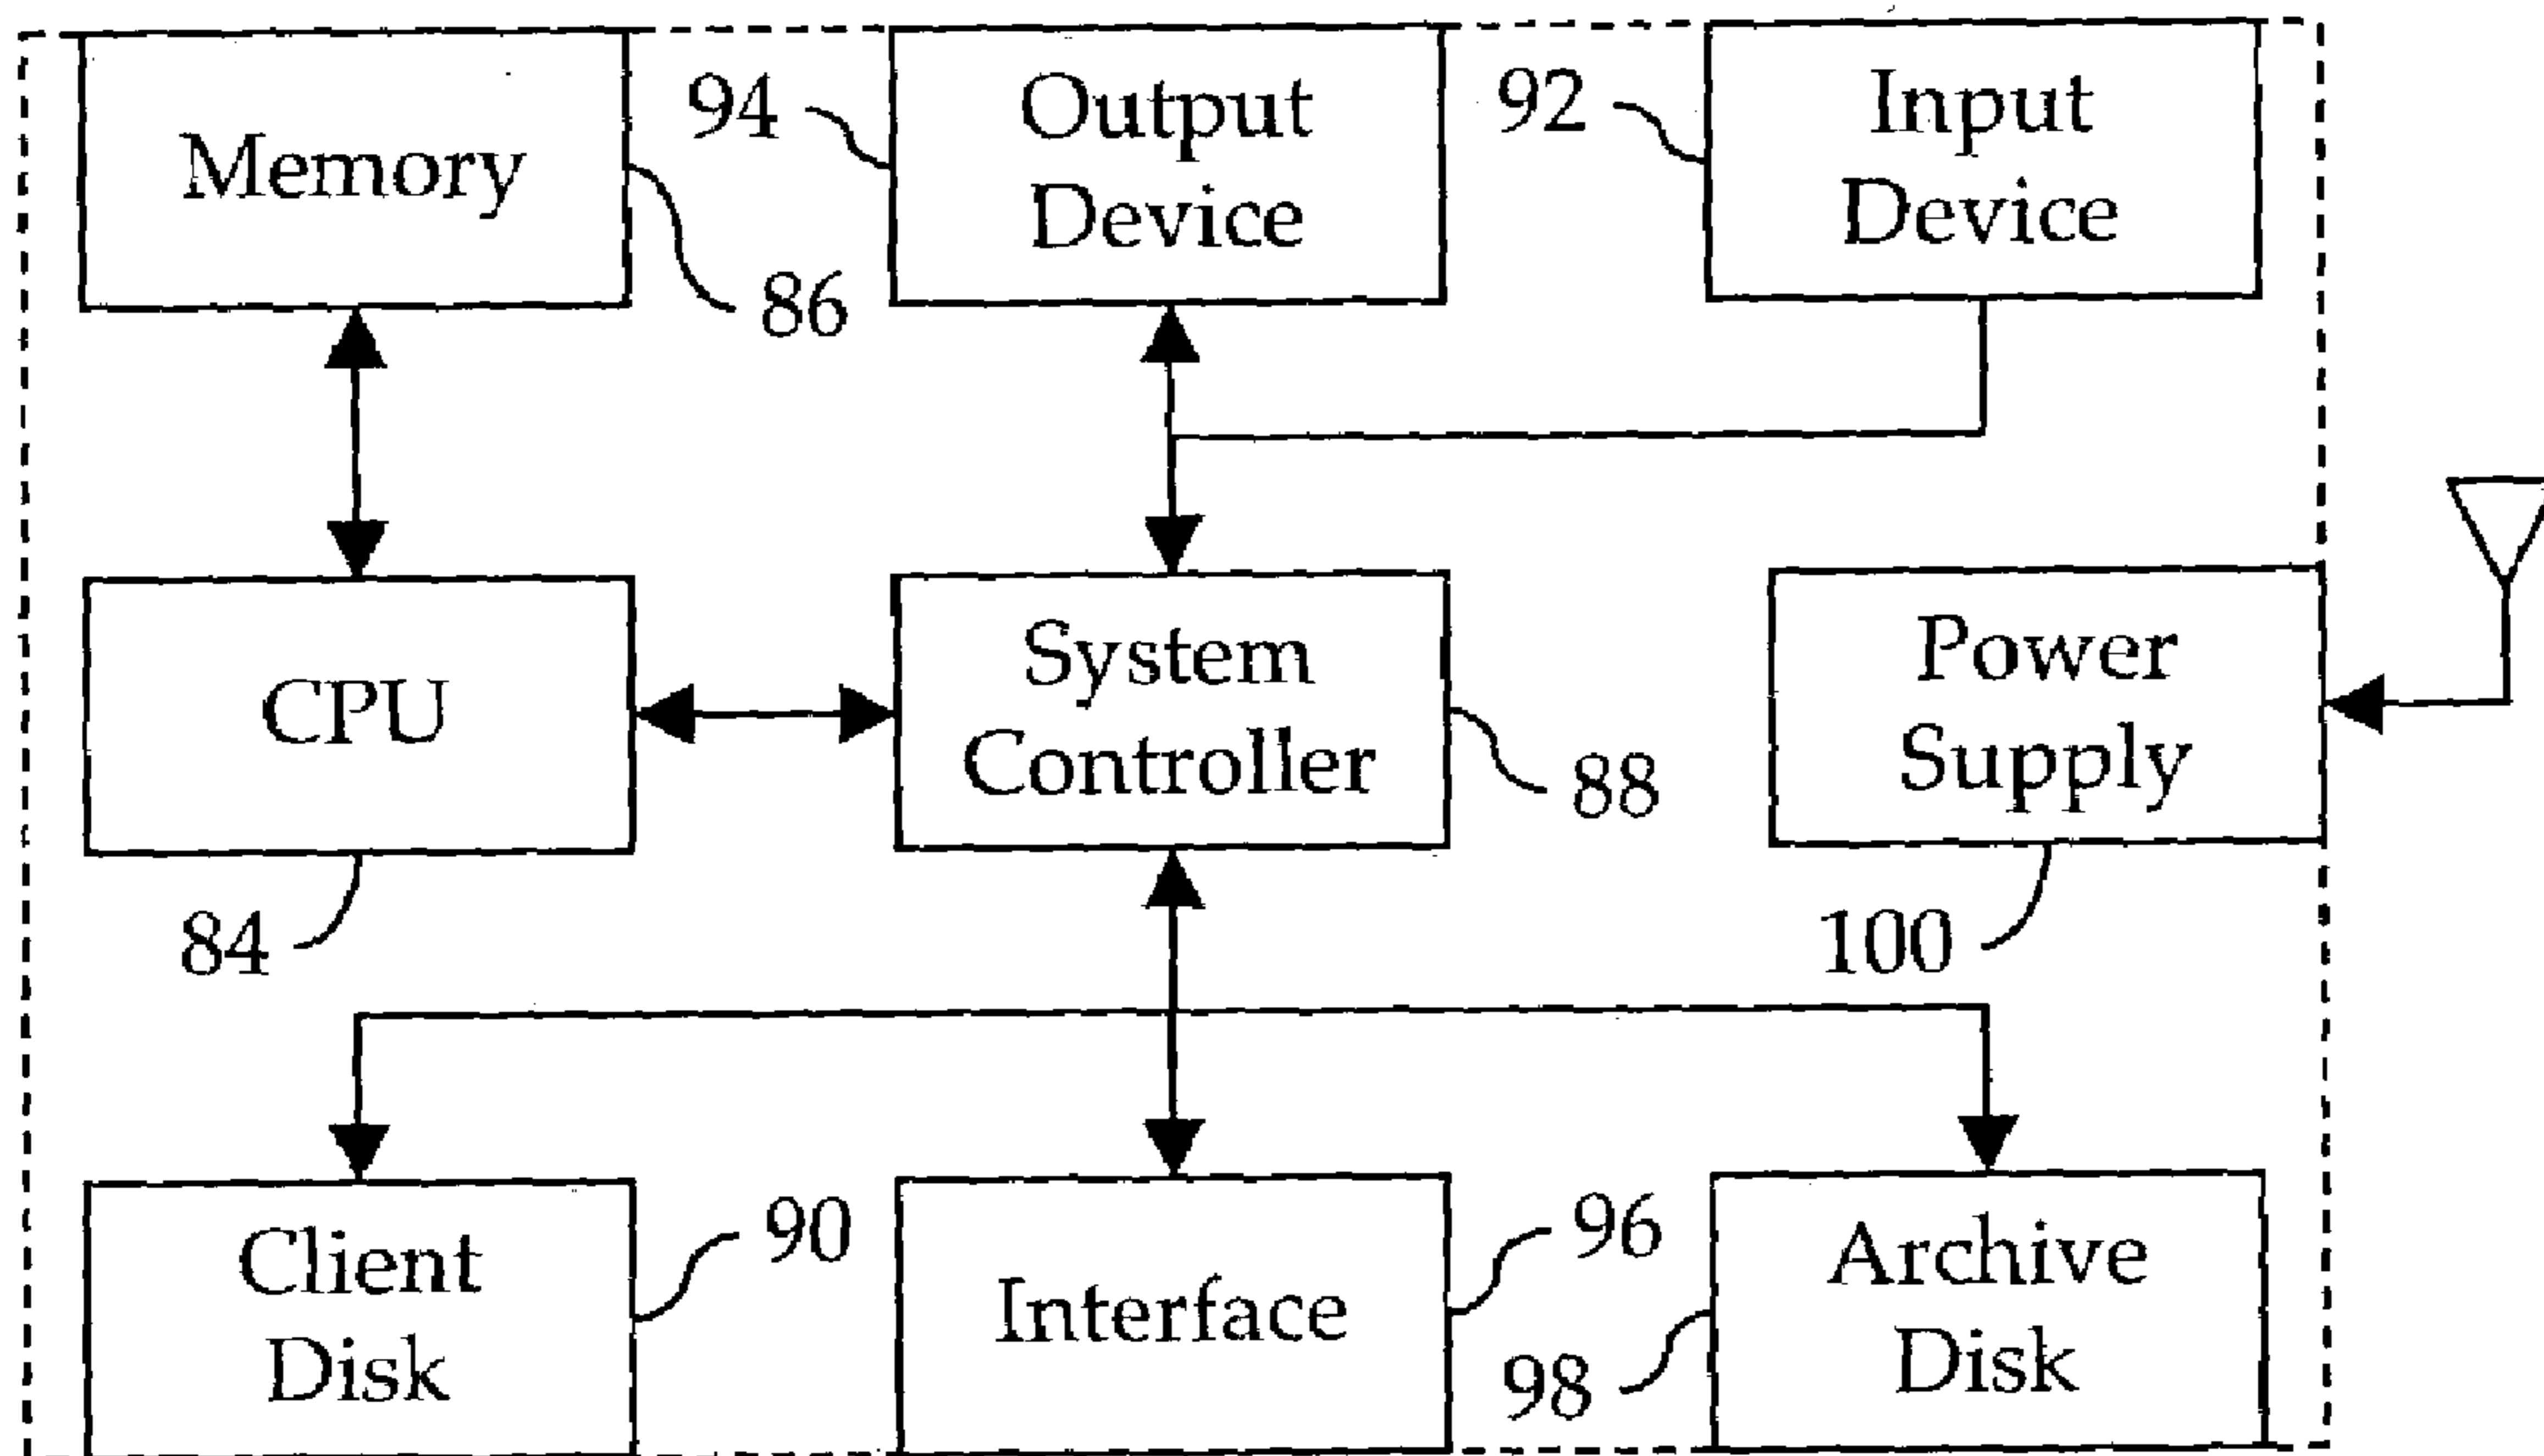 Memory
94
Output
Device
92
Input
Device
86
CPU
System
Controller
88
Power
Supply
84
100
Client
Disk
90
Interface
96
98
Archive
Disk